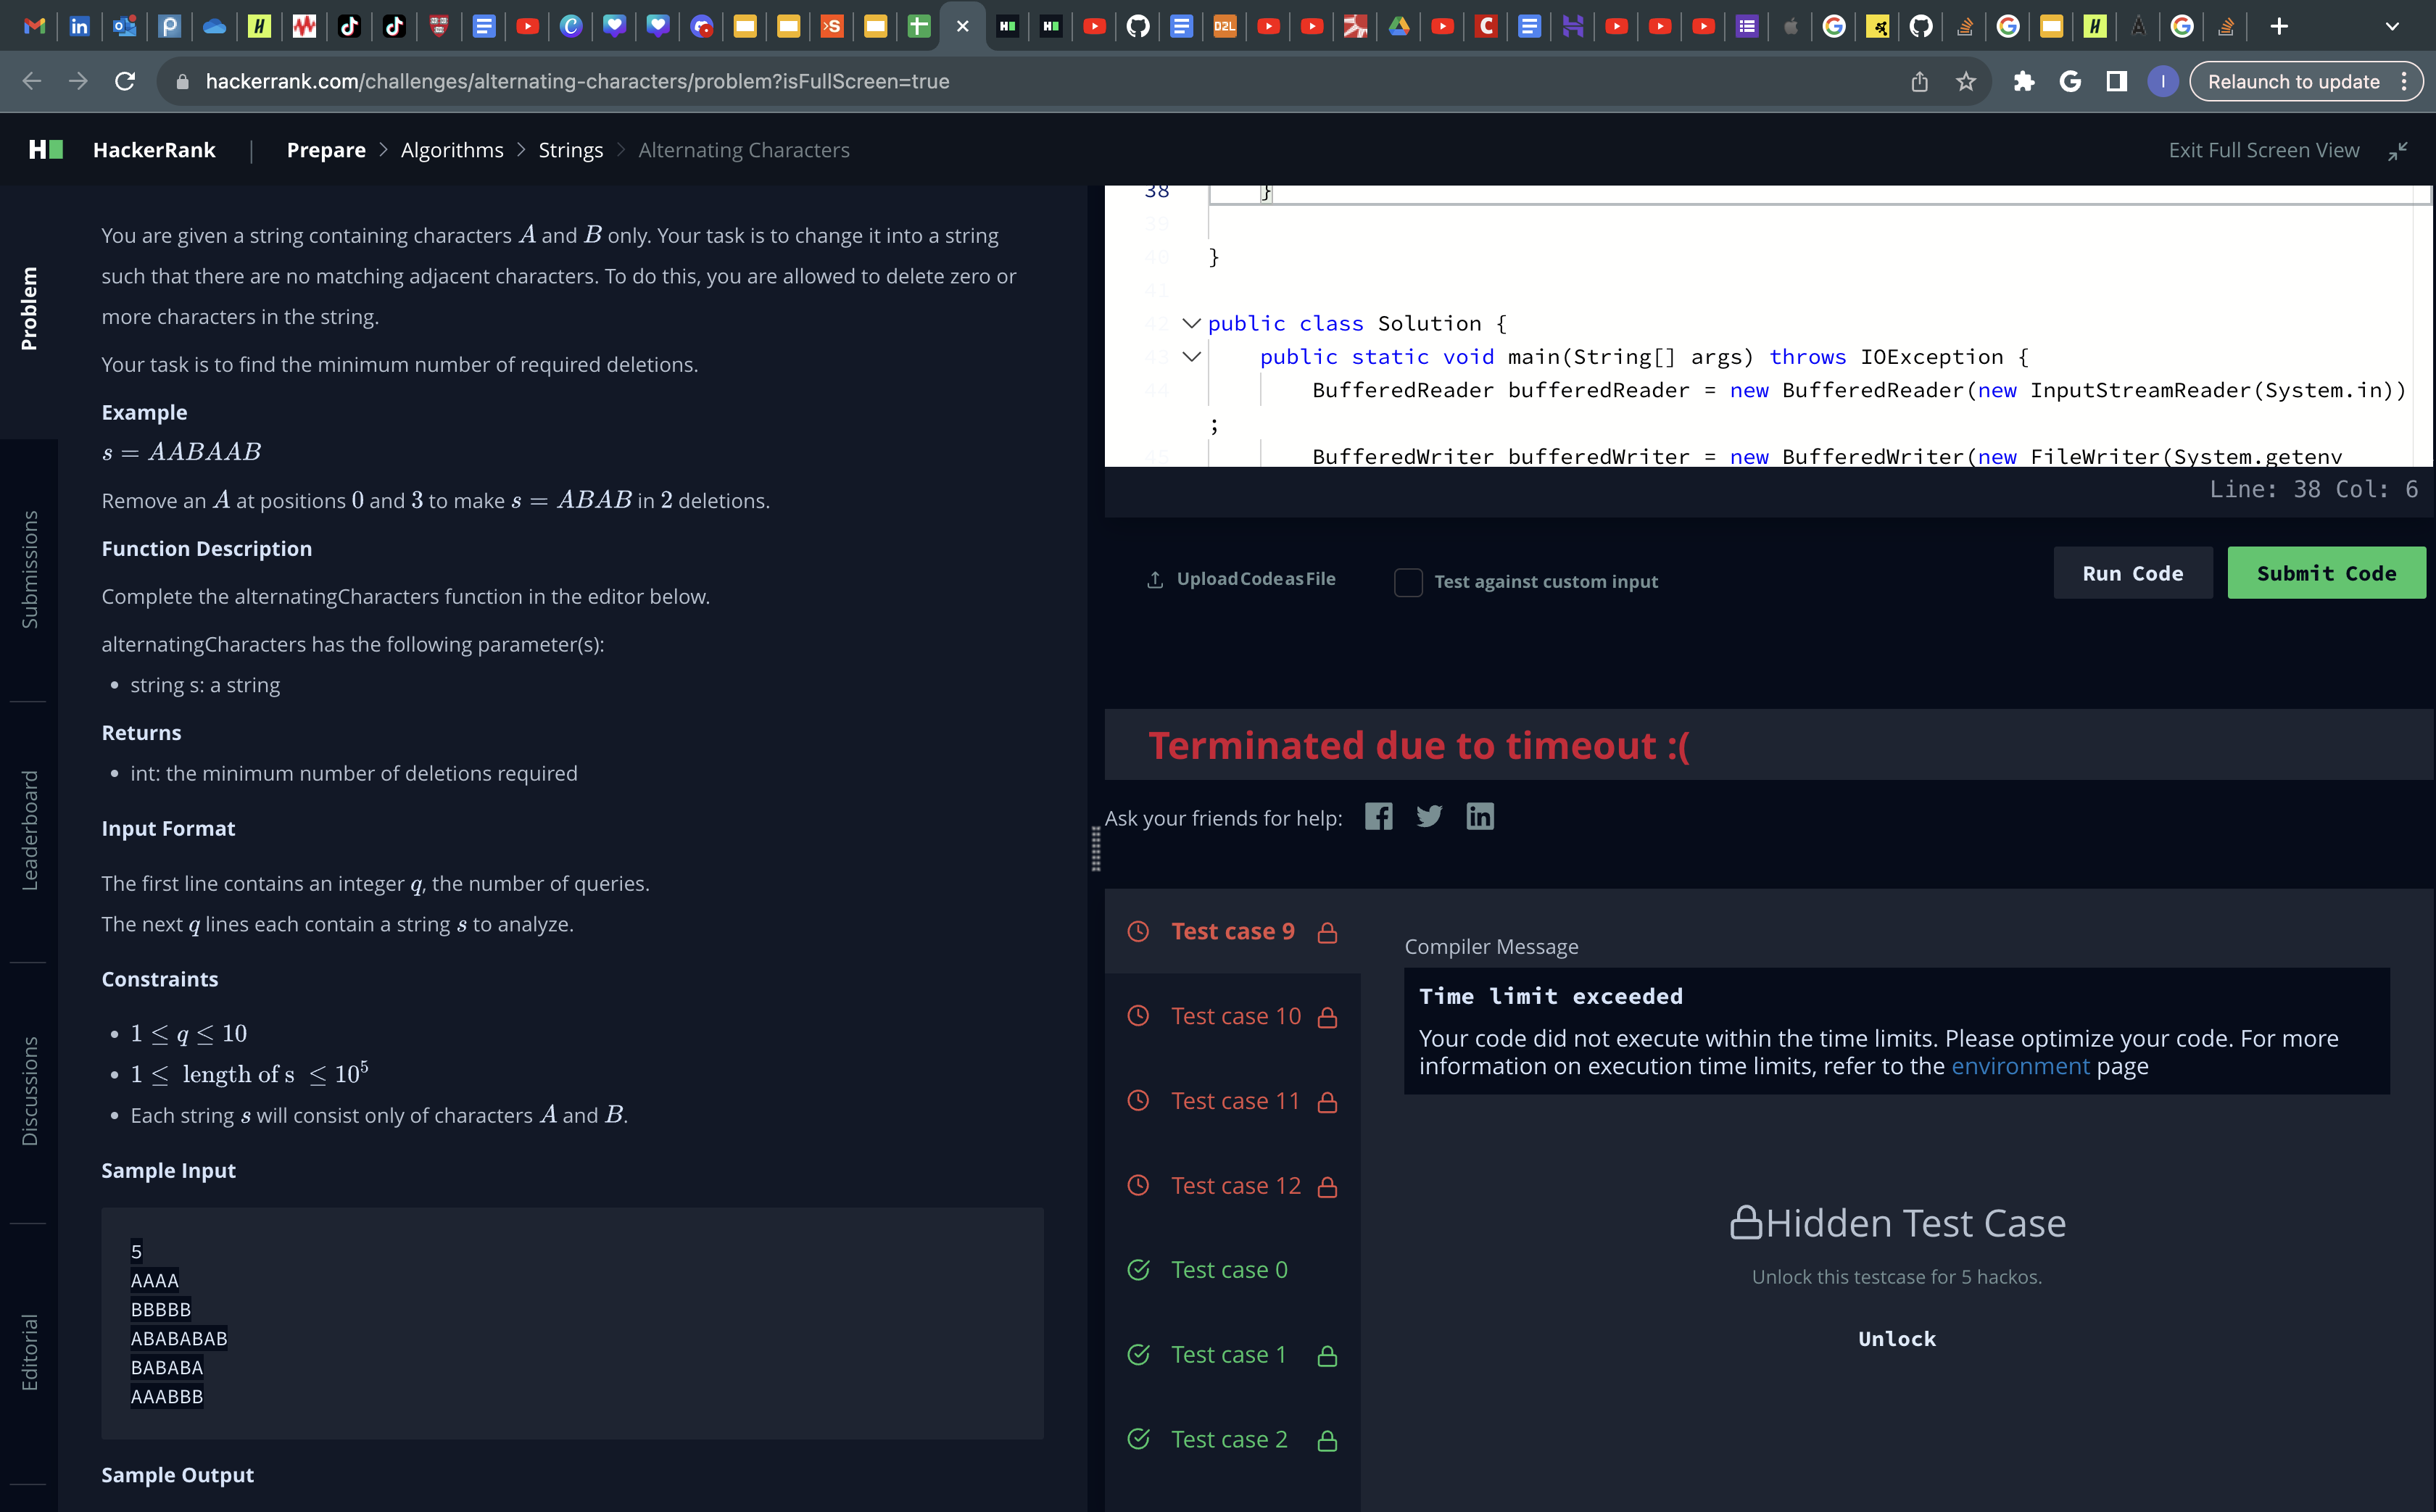 hackerrank.com/challenges/alternating-characters/problem?isFullScreen=true
Relaunch to update
HackerRank | Prepare > Algorithms > Strings > Alternating Characters
Exit Full Screen View
Problem
Submissions
Leaderboard
Discussions
Editorial
You are given a string containing characters A and B only. Your task is to change it into a string
such that there are no matching adjacent characters. To do this, you are allowed to delete zero or
more characters in the string.
Your task is to find the minimum number of required deletions.
Example
s = AABAAB
Remove an A at positions 0 and 3 to make s = ABAB in 2 deletions.
Function Description
Complete the alternatingCharacters function in the editor below.
alternatingCharacters has the following parameter(s):
• string s: a string
Returns
• int: the minimum number of deletions required
Input Format
The first line contains an integer q, the number of queries.
The next q lines each contain a string s to analyze.
Constraints
• 1 ≤ q ≤ 10
• 1 ≤ length of s ≤ 10⁵
• Each string s will consist only of characters A and B.
Sample Input
5
AAAA
BBBBB
ABABABAB
BABABA
AAABBB
Sample Output
38 }
39
40 }
41
42 public class Solution {
43 public static void main(String[] args) throws IOException {
44 BufferedReader bufferedReader = new BufferedReader(new InputStreamReader(System.in))
;
45 BufferedWriter bufferedWriter = new BufferedWriter(new FileWriter(System.getenv
Line: 38 Col: 6
Upload Code as File
Test against custom input
Run Code
Submit Code
Terminated due to timeout :(
Ask your friends for help:
Test case 9
Test case 10
Test case 11
Test case 12
Test case 0
Test case 1
Test case 2
Compiler Message
Time limit exceeded
Your code did not execute within the time limits. Please optimize your code. For more
information on execution time limits, refer to the environment page
Hidden Test Case
Unlock this testcase for 5 hackos.
Unlock